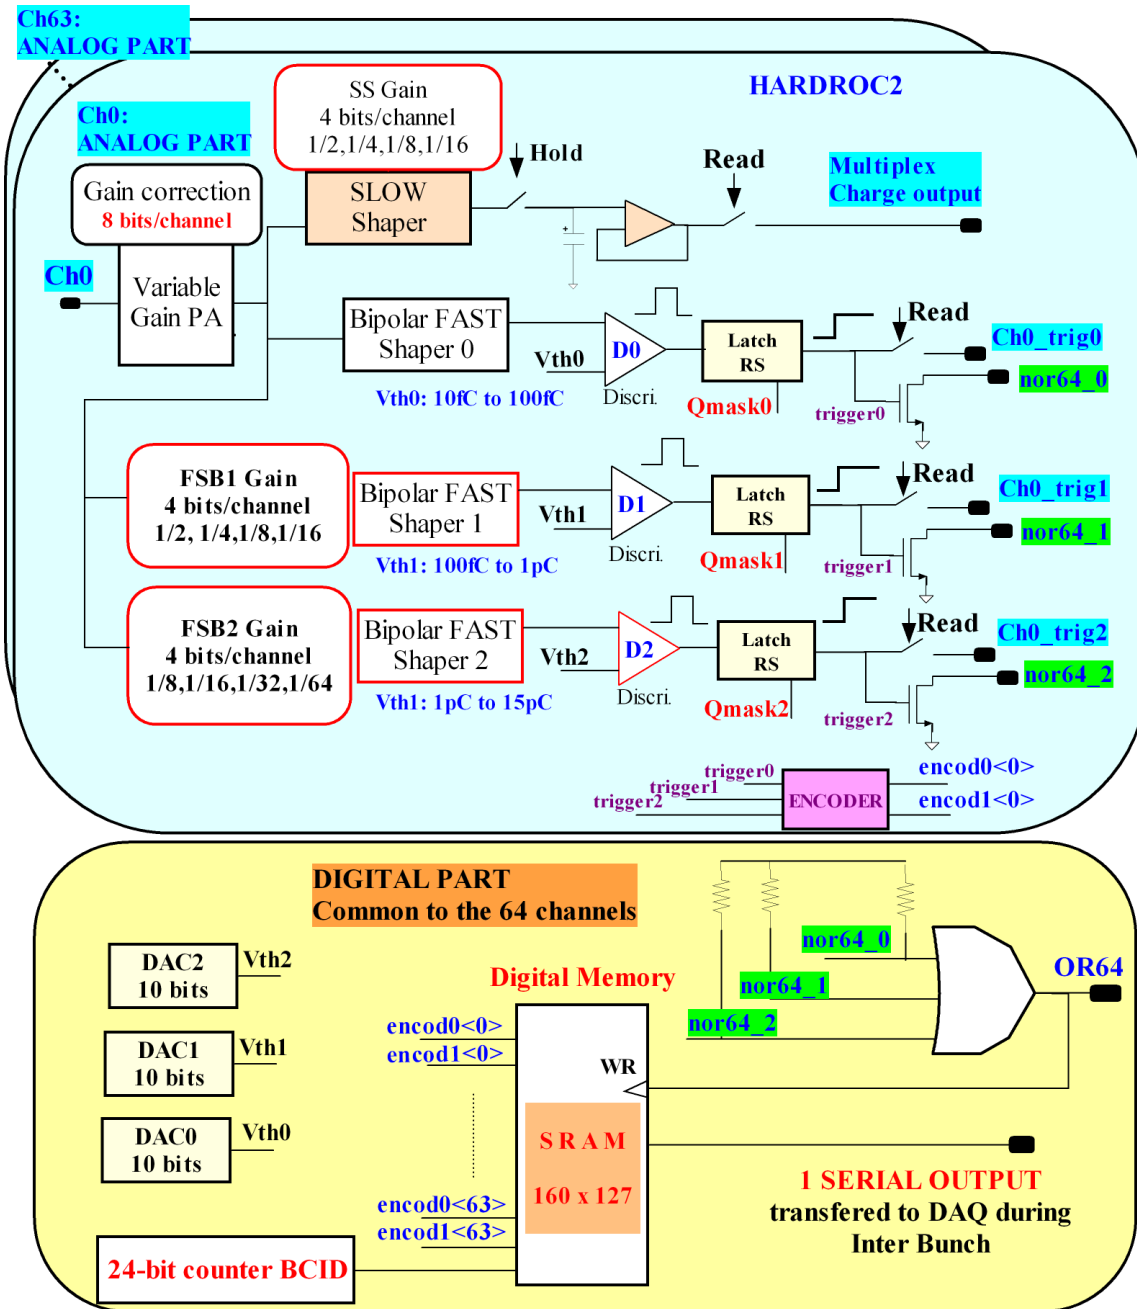 Ch63:
ANALOG PART
HARDROC2
Ch0:
ANALOG PART
SS Gain
4 bits/channel
1/2,1/4,1/8,1/16
Gain correction
8 bits/channel
SLOW
Shaper
Hold
Read
Multiplex
Charge output
+
Ch0
Variable
Gain PA
Bipolar FAST
Shaper 0
Vth0
D0
Discri.
Latch
RS
Read
Ch0_trig0
nor64_0
Vth0: 10fC to 100fC
Qmask0
trigger0
FSB1 Gain
4 bits/channel
1/2, 1/4,1/8,1/16
Bipolar FAST
Shaper 1
Vth1
D1
Discri.
Latch
RS
Read
Ch0_trig1
nor64_1
Vth1: 100fC to 1pC
Qmask1
trigger1
FSB2 Gain
4 bits/channel
1/8,1/16,1/32,1/64
Bipolar FAST
Shaper 2
Vth2
D2
Discri.
Latch
RS
Read
Ch0_trig2
nor64_2
Vth1: 1pC to 15pC
Qmask2
trigger2
trigger0
trigger1
trigger2
ENCODER
encod0<0>
encod1<0>
DIGITAL PART
Common to the 64 channels
DAC2
10 bits
Vth2
DAC1
10 bits
Vth1
DAC0
10 bits
Vth0
Digital Memory
encod0<0>
encod1<0>
WR
S R A M
160 x 127
encod0<63>
encod1<63>
24-bit counter BCID
nor64_0
nor64_1
nor64_2
OR64
1 SERIAL OUTPUT
transfered to DAQ during
Inter Bunch